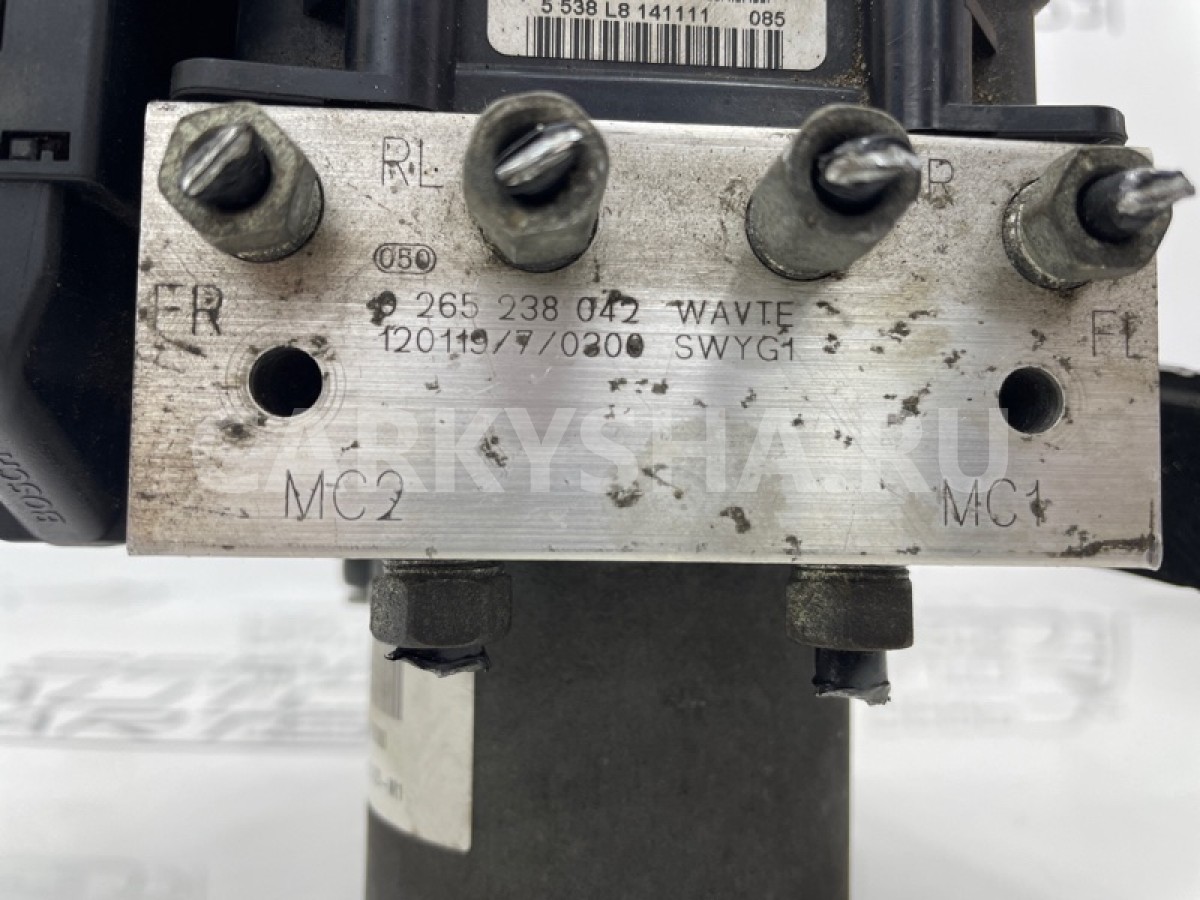 5 538 L8 141111 085
RL
R
050
FR 0 265 238 042 WAVTE
120119/7/0300 SWYG1 FL
CARKYSHA.RU
MC2 MC1
BOSCH